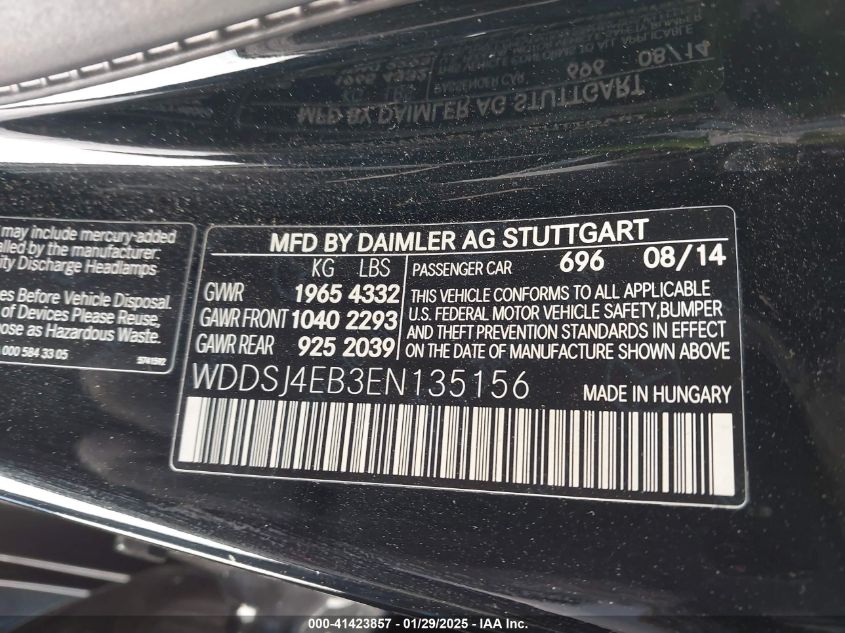 may include mercury-added
alled by the manufacturer:
ity Discharge Headlamps
es Before Vehicle Disposal.
of Devices Please Reuse,
pose as Hazardous Waste.
000 584 33 05
MFD BY DAIMLER AG STUTTGART
KG LBS PASSENGER CAR 696 08/14
GWR 1965 4332
GAWR FRONT 1040 2293
GAWR REAR 925 2039
THIS VEHICLE CONFORMS TO ALL APPLICABLE
U.S. FEDERAL MOTOR VEHICLE SAFETY,BUMPER
AND THEFT PREVENTION STANDARDS IN EFFECT
ON THE DATE OF MANUFACTURE SHOWN ABOVE
WDDSJ4EB3EN135156 MADE IN HUNGARY
000-41423857 - 01/29/2025 - IAA Inc.